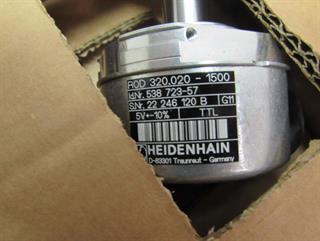 ROD 320.020 - 1500
Id.Nr. 538 723-57
S.Nr. 22 246 120 B G11
5V+-10% TTL
HEIDENHAIN
D-83301 Traunreut - Germany